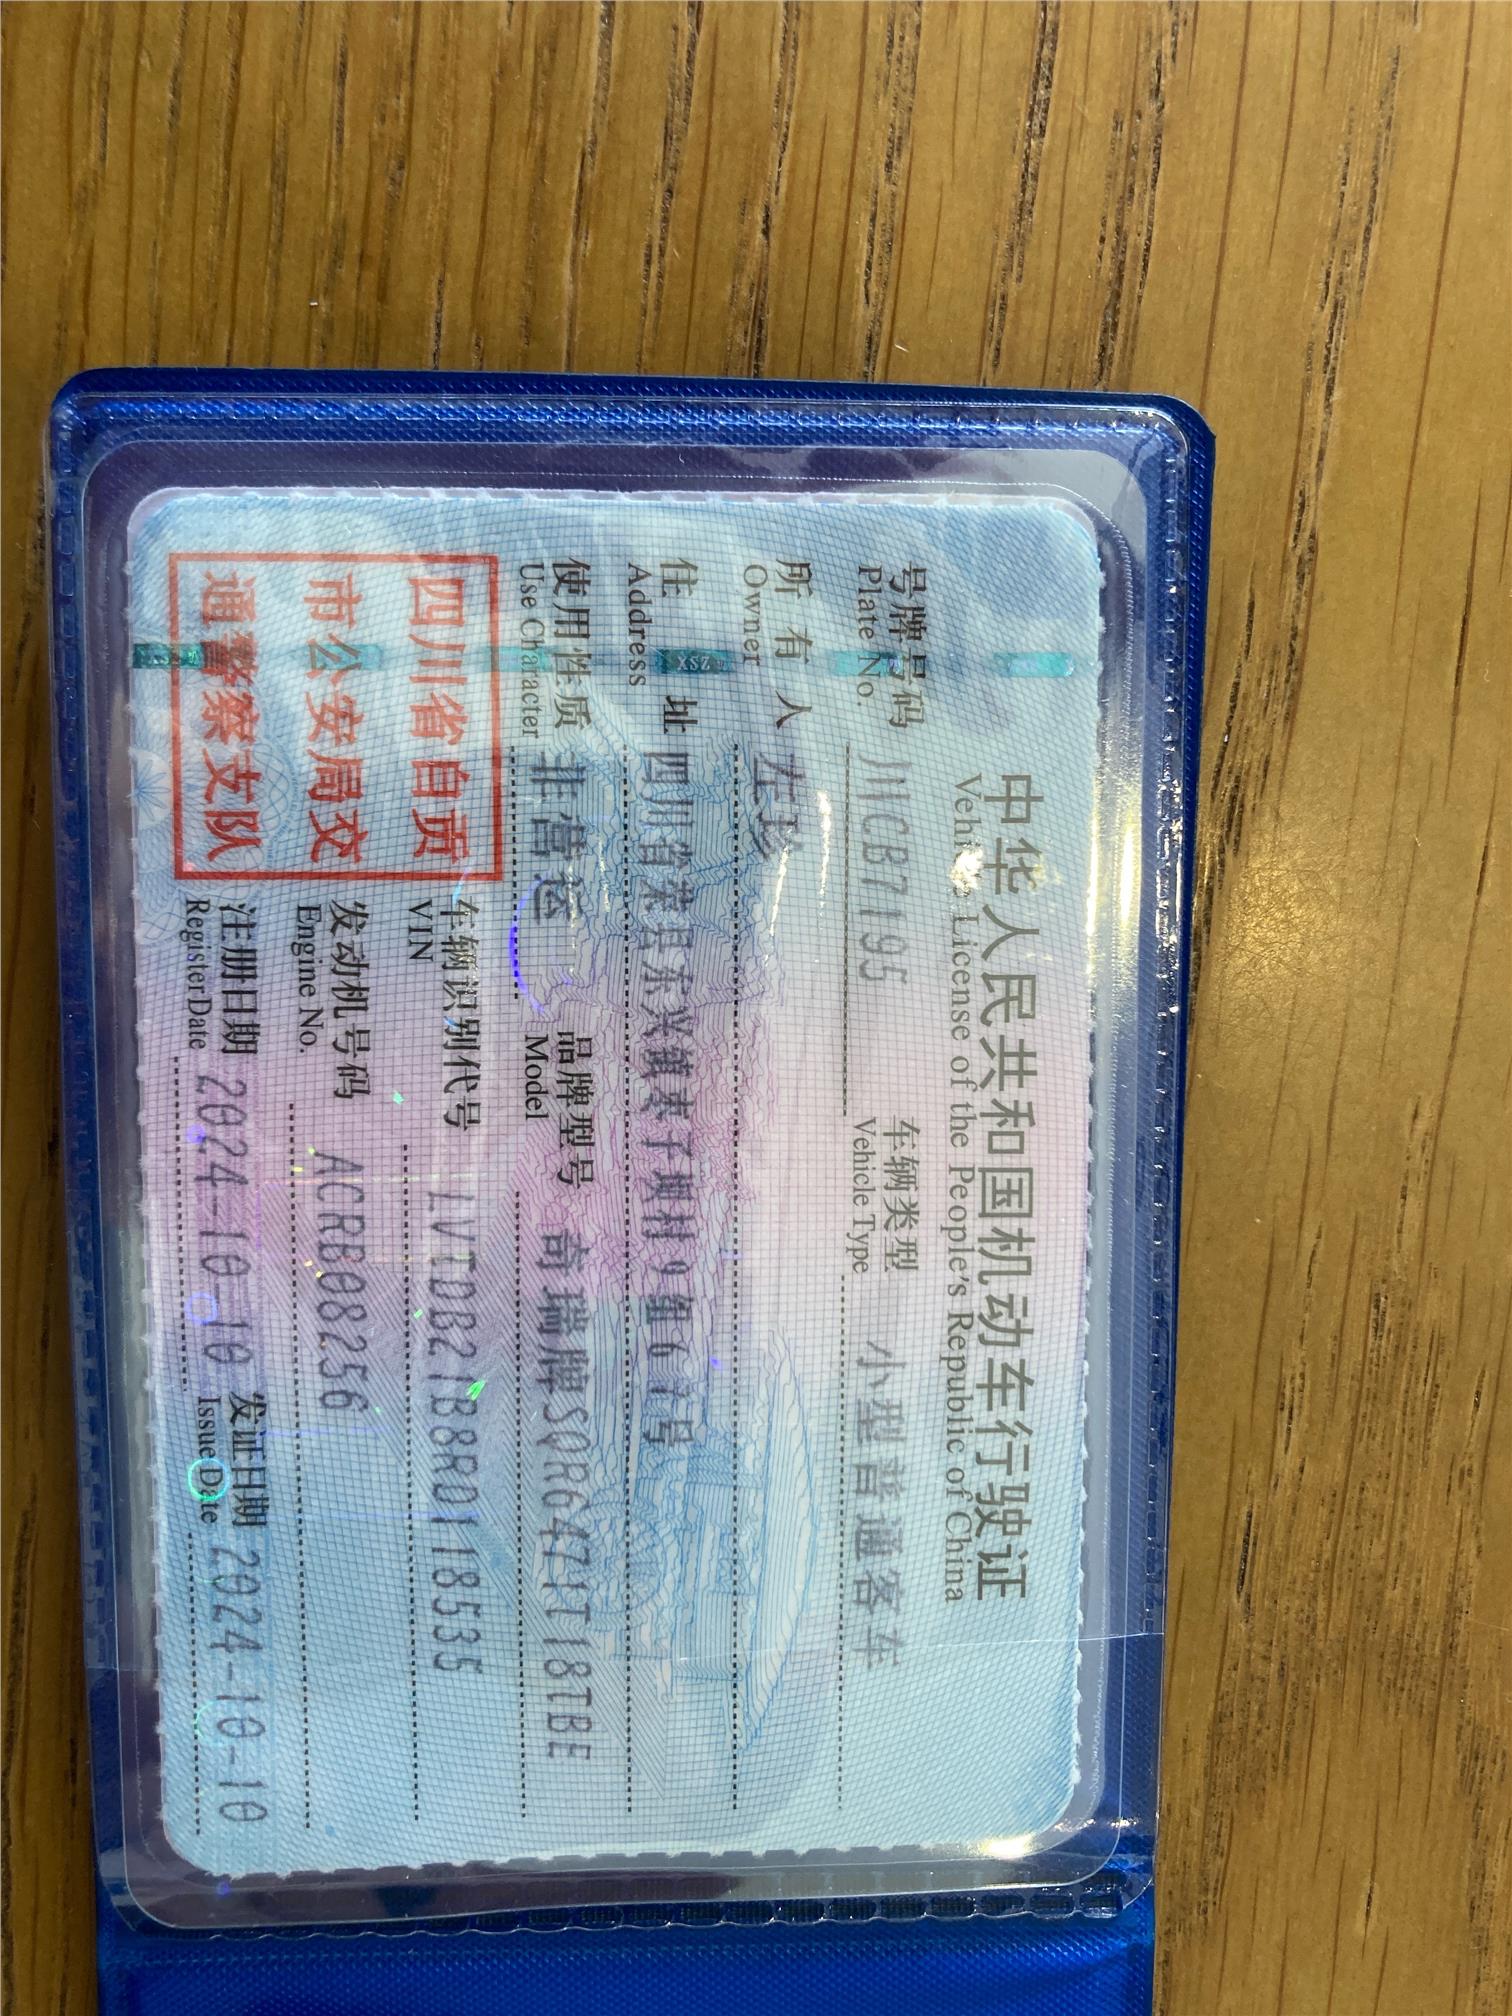 中华人民共和国机动车行驶证
Vehicle License of the People's Republic of China
号牌号码 川CB7195 车辆类型 小型普通客车
Plate No. Vehicle Type
所有人 左
Owner
住址 四川省荣县东兴镇枣子坝村9组6号
Address
使用性质 非营运 品牌型号 奇瑞牌SQR6471T18TBE
Use Character Model
四川省自贡
市公安局交
通警察支队
车辆识别代号 LVTDB21B8RD118535
VIN
发动机号码 ACRB08256
Engine No.
注册日期 2024-10-10 发证日期 2024-10-10
Register Date Issue Date